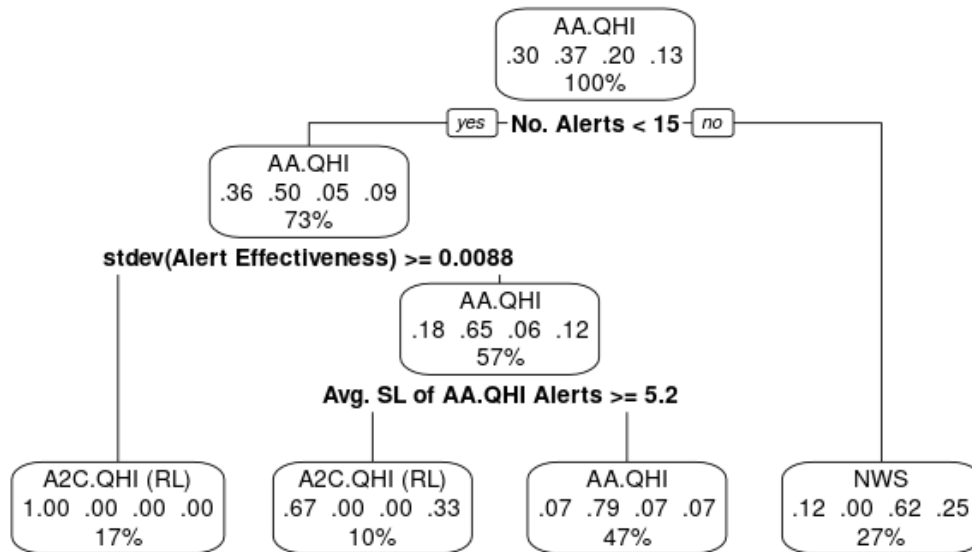 AA.QHI
.30 .37 .20 .13
100%
yes No. Alerts < 15 no
AA.QHI
.36 .50 .05 .09
73%
stdev(Alert Effectiveness) >= 0.0088
AA.QHI
.18 .65 .06 .12
57%
Avg. SL of AA.QHI Alerts >= 5.2
A2C.QHI (RL)
1.00 .00 .00 .00
17%
A2C.QHI (RL)
.67 .00 .00 .33
10%
AA.QHI
.07 .79 .07 .07
47%
NWS
.12 .00 .62 .25
27%